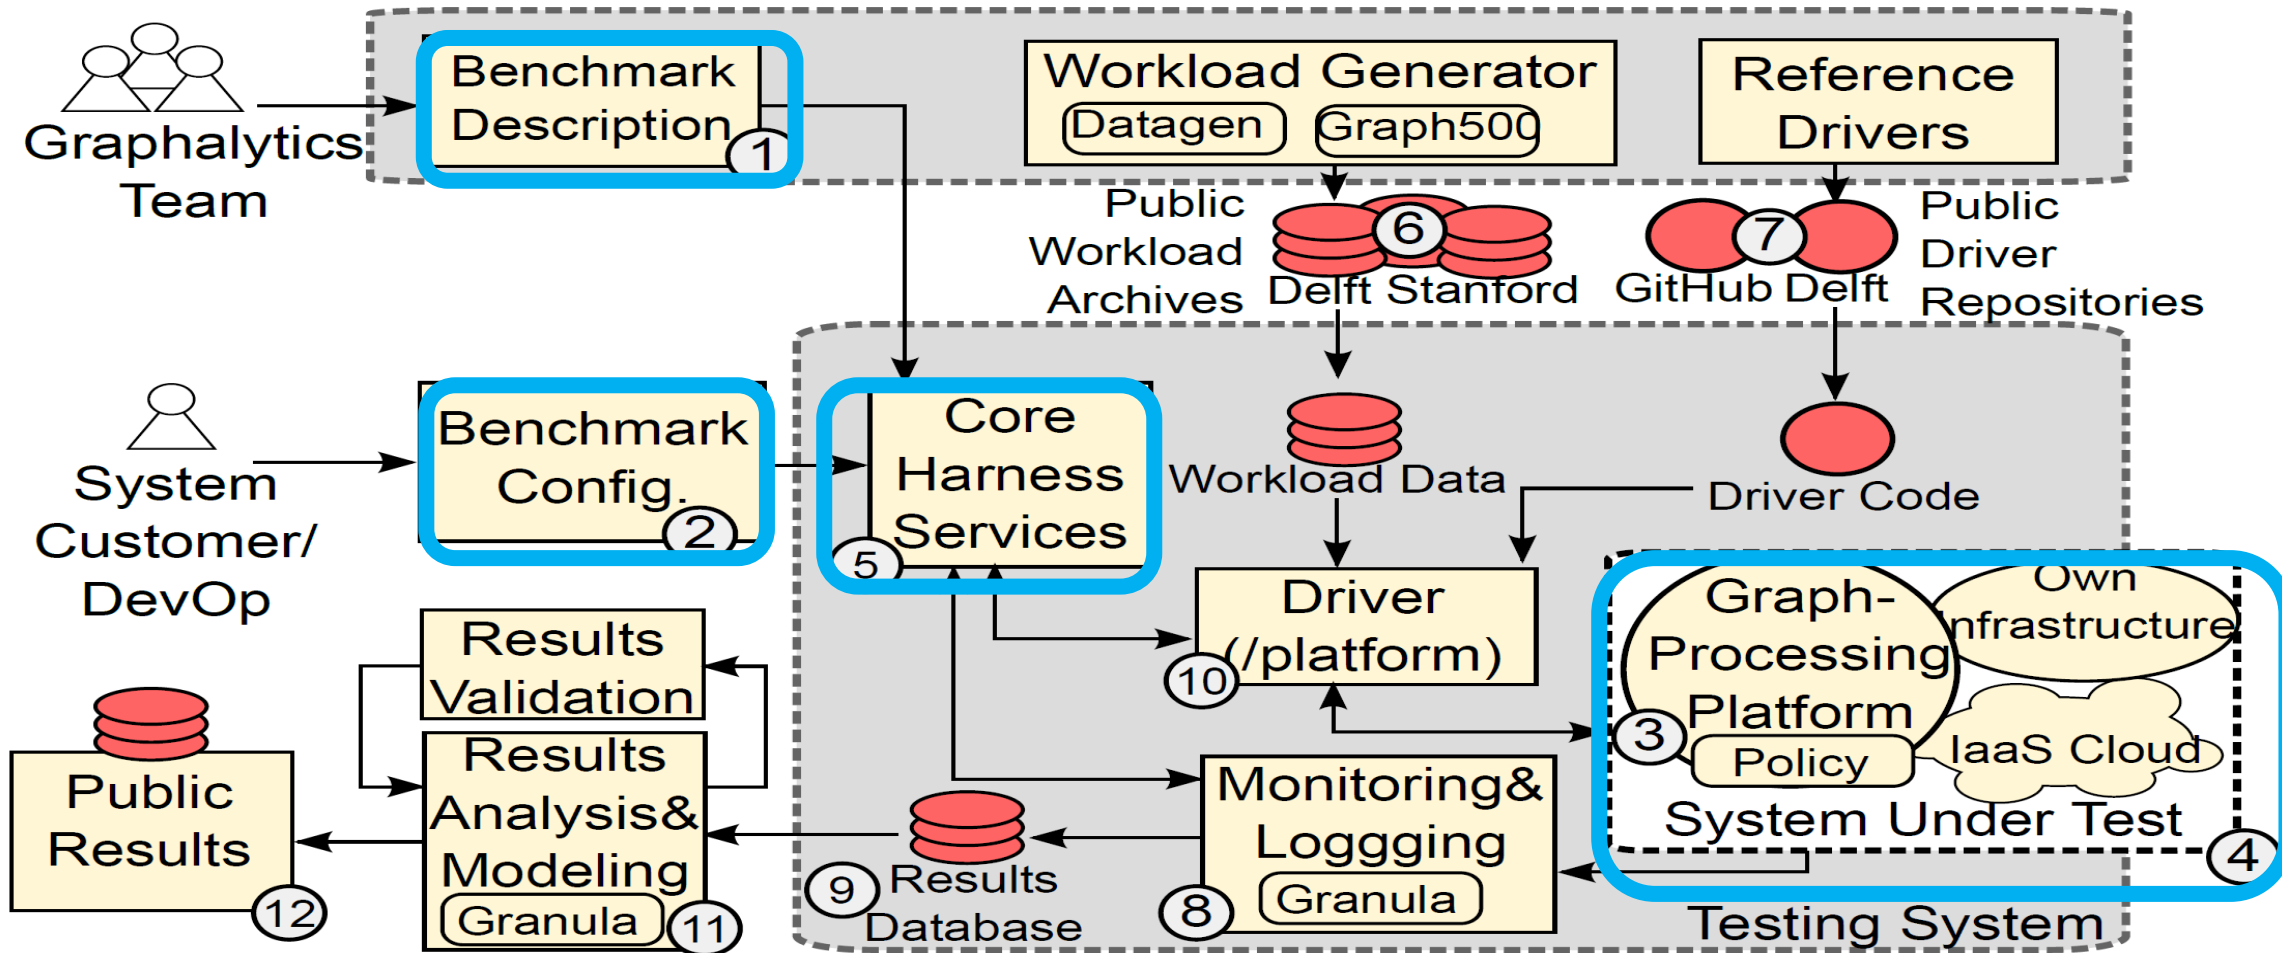 Benchmark
Description
1
Graphalytics
Team
Workload Generator
Datagen
Graph500
Reference
Drivers
Public
Workload
Archives
6
Delft Stanford
7
GitHub Delft
Public
Driver
Repositories
System
Customer/
DevOp
Benchmark
Config.
2
Core
Harness
Services
5
Workload Data
Driver Code
Driver
(/platform)
10
Graph-
Processing
Platform
3
Policy
Own
Infrastructure
IaaS Cloud
System Under Test
4
Testing System
Results
Validation
Results
Analysis&
Modeling
Granula
11
Public
Results
12
9
Results
Database
Monitoring&
Loggging
Granula
8